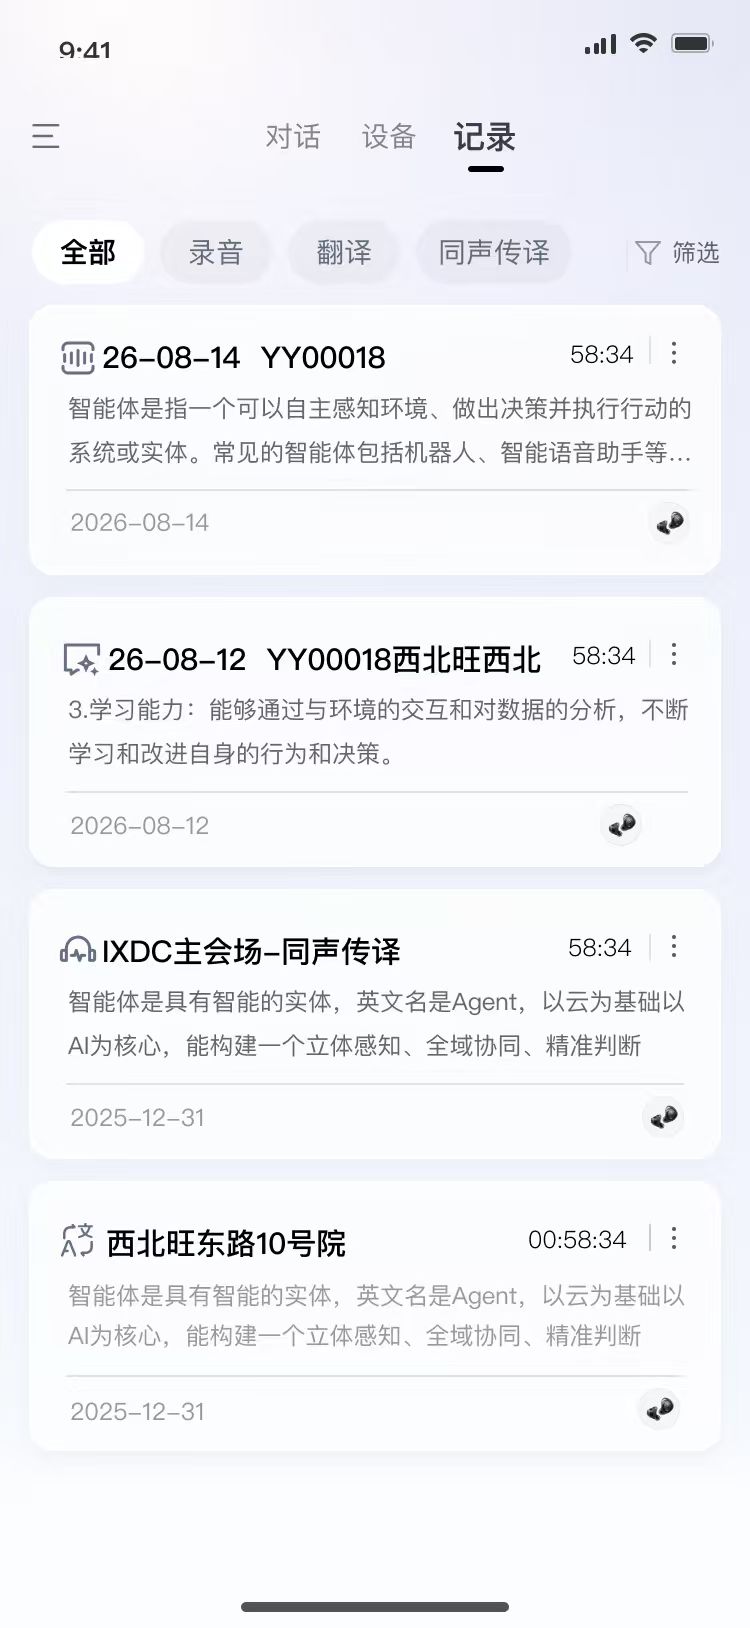 9:41
对话 设备 记录
全部 录音 翻译 同声传译 筛选
26-08-14 YY00018 58:34
智能体是指一个可以自主感知环境、做出决策并执行行动的
系统或实体。常见的智能体包括机器人、智能语音助手等...
2026-08-14
26-08-12 YY00018西北旺西北 58:34
3.学习能力：能够通过与环境的交互和对数据的分析，不断
学习和改进自身的行为和决策。
2026-08-12
IXDC主会场-同声传译 58:34
智能体是具有智能的实体，英文名是Agent，以云为基础以
AI为核心，能构建一个立体感知、全域协同、精准判断
2025-12-31
西北旺东路10号院 00:58:34
智能体是具有智能的实体，英文名是Agent，以云为基础以
AI为核心，能构建一个立体感知、全域协同、精准判断
2025-12-31